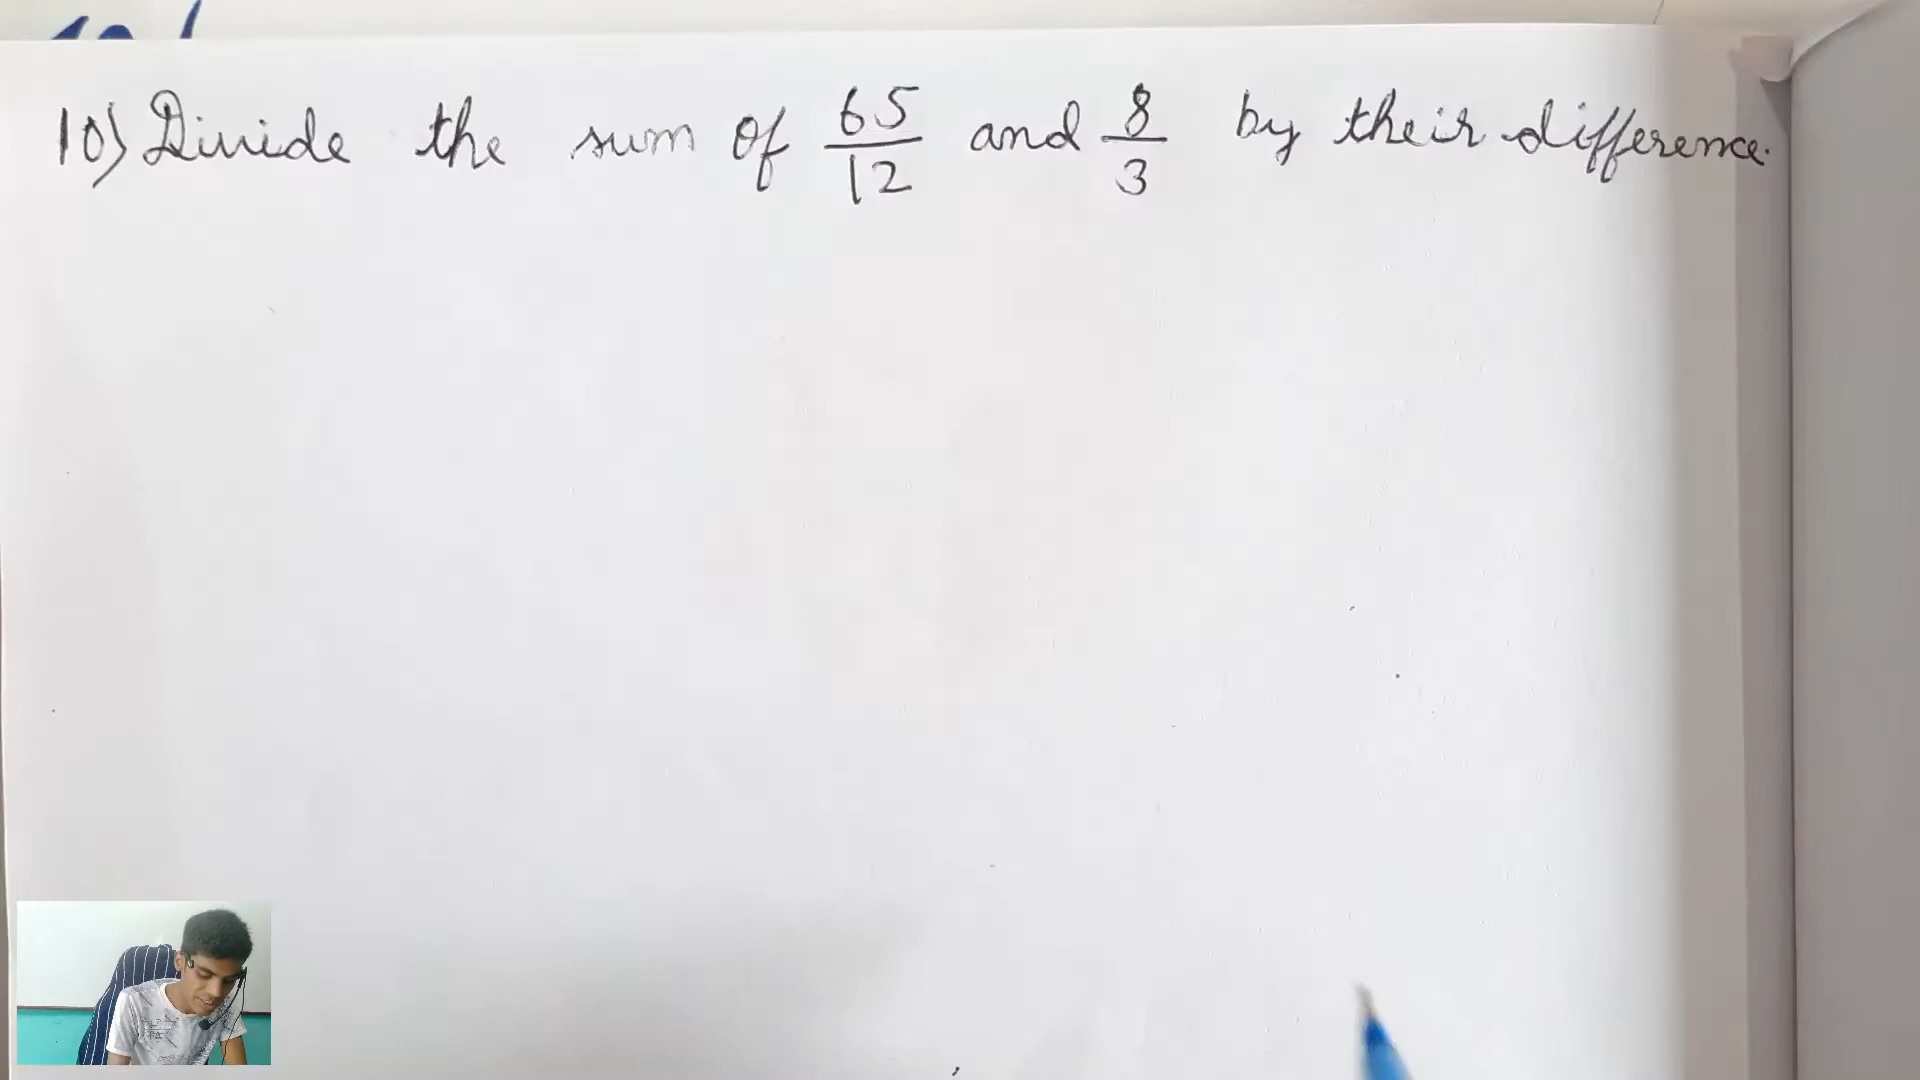 10) Divide the sum of 65/12 and 8/3 by their difference.